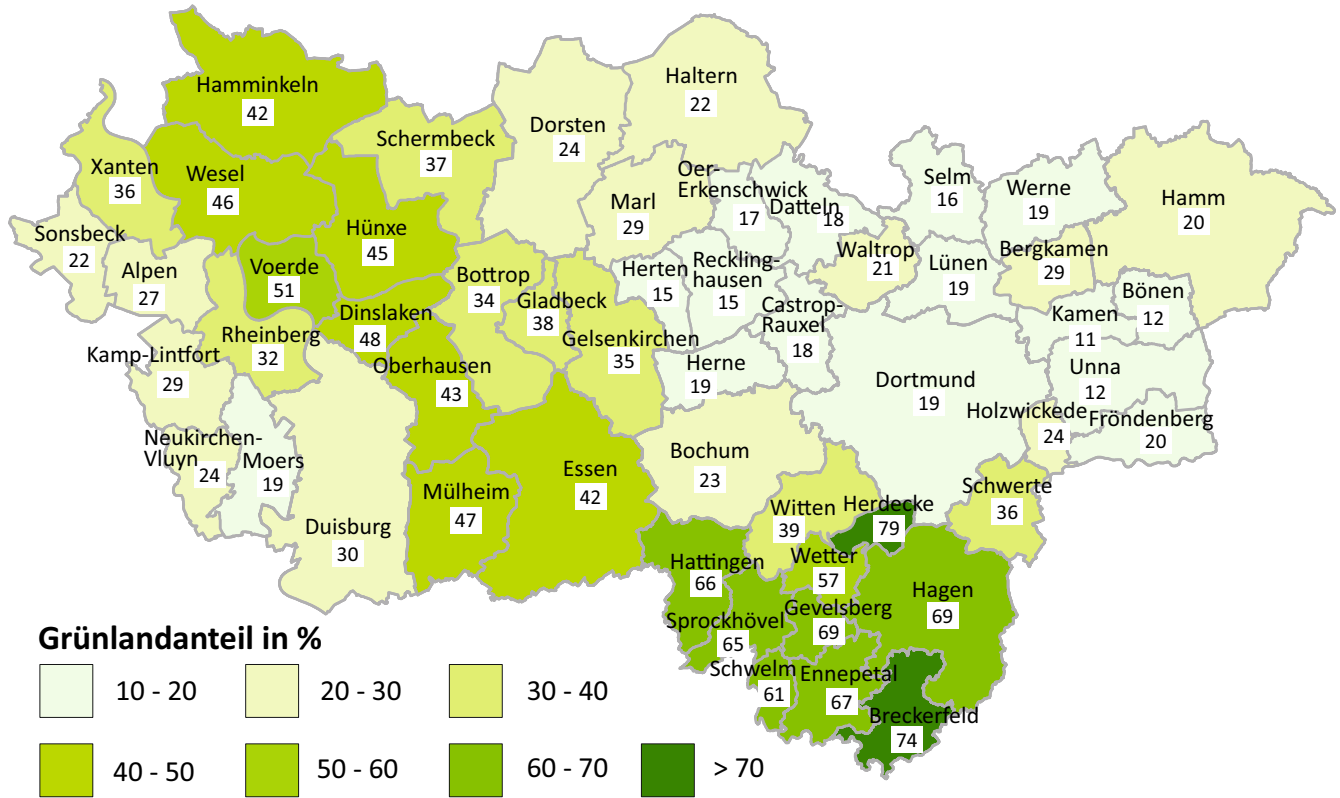 Hamminkeln
42
Haltern
22
Schermbeck
37
Dorsten
24
Xanten
36
Wesel
46
Oer-
Erkenschwick
17
Datteln
18
Selm
16
Werne
19
Hamm
20
Marl
29
Hünxe
45
Sonsbeck
22
Alpen
27
Voerde
51
Bottrop
34
Gladbeck
38
Herten
15
Reckling-
hausen
15
Waltrop
21
Lünen
19
Bergkamen
29
Bönen
12
Kamen
11
Dinslaken
48
Rheinberg
32
Gelsenkirchen
35
Castrop-
Rauxel
18
Kamp-Lintfort
29
Oberhausen
43
Herne
19
Dortmund
19
Unna
12
Holzwickede
24
Fröndenberg
20
Neukirchen-
Vluyn
24
Moers
19
Bochum
23
Essen
42
Mülheim
47
Duisburg
30
Witten
39
Herdecke
79
Schwerte
36
Hattingen
66
Wetter
57
Hagen
69
Sprockhövel
65
Gevelsberg
69
Schwelm
61
Ennepetal
67
Breckerfeld
74
Grünlandanteil in %
10 - 20
20 - 30
30 - 40
40 - 50
50 - 60
60 - 70
> 70